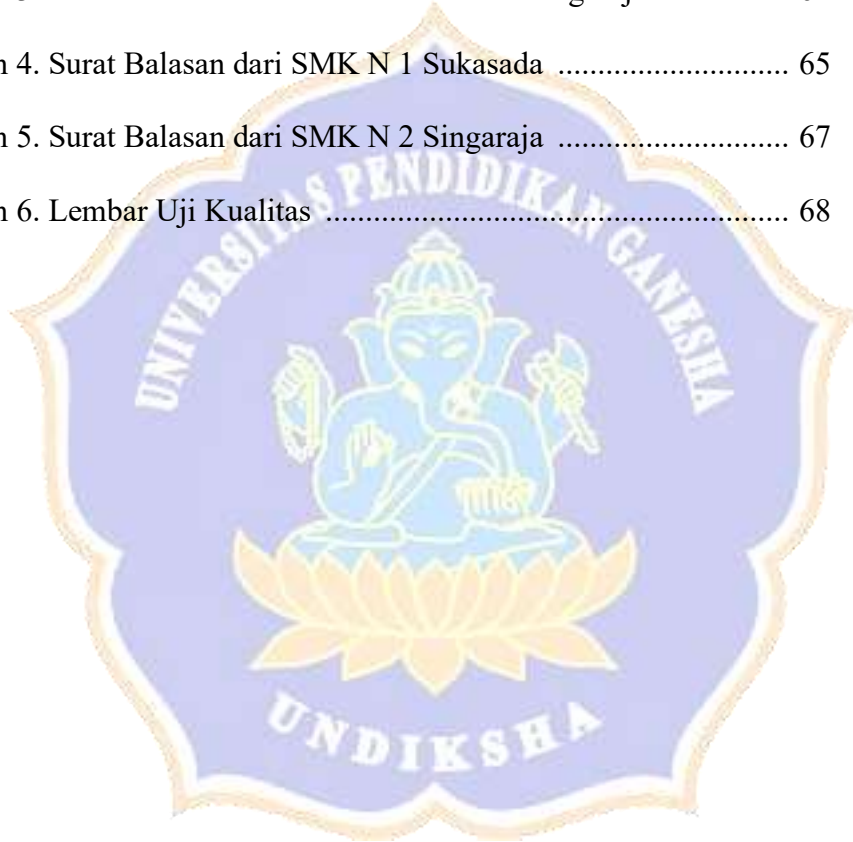 n 4. Surat Balasan dari SMK N 1 Sukasada ............................. 65
n 5. Surat Balasan dari SMK N 2 Singaraja ............................. 67
n 6. Lembar Uji Kualitas .......................................................... 68
UNIVERSITAS PENDIDIKAN GANESHA
UNDIKSHA